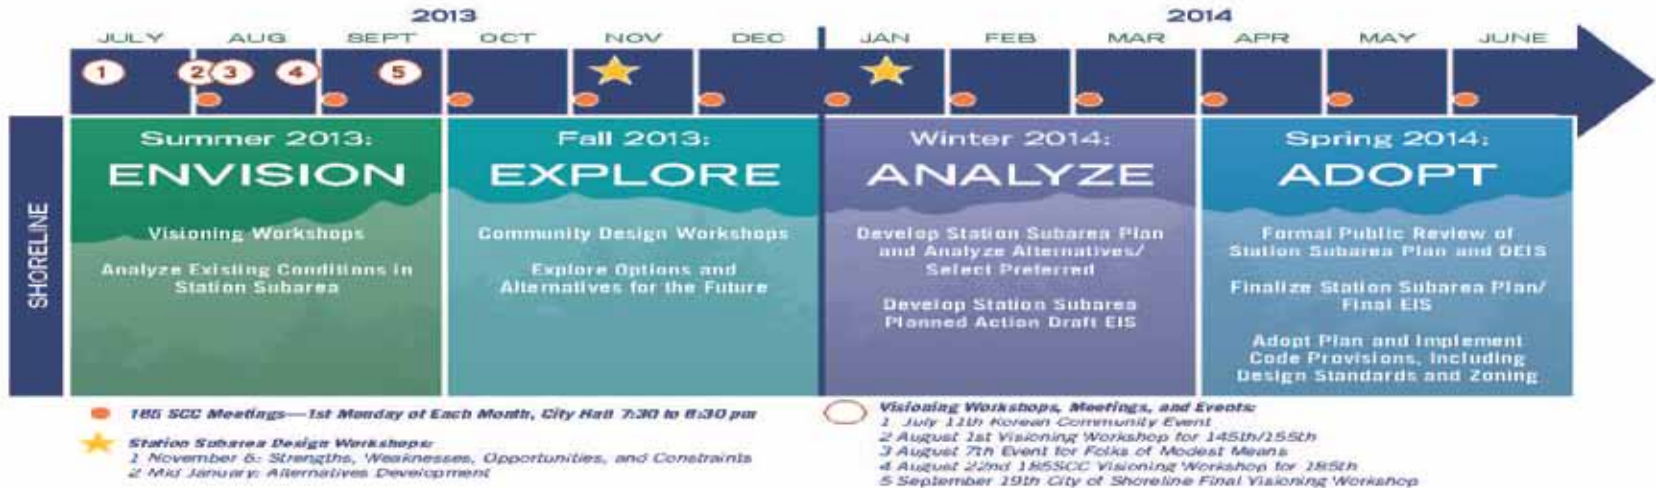 2013
2014
JULY AUG SEPT OCT NOV DEC JAN FEB MAR APR MAY JUNE
1 2 3 4 5
SHORELINE
Summer 2013:
ENVISION
Visioning Workshops
Analyze Existing Conditions in
Station Subarea
Fall 2013:
EXPLORE
Community Design Workshops
Explore Options and
Alternatives for the Future
Winter 2014:
ANALYZE
Develop Station Subarea Plan
and Analyze Alternatives/
Select Preferred
Develop Station Subarea
Planned Action Draft EIS
Spring 2014:
ADOPT
Formal Public Review of
Station Subarea Plan and DEIS
Finalize Station Subarea Plan/
Final EIS
Adopt Plan and Implement
Code Provisions, Including
Design Standards and Zoning
185 SCC Meetings—1st Monday of Each Month, City Hall 7:30 to 8:30 pm
Station Subarea Design Workshops:
1 November 5: Strengths, Weaknesses, Opportunities, and Constraints
2 Mid January: Alternatives Development
Visioning Workshops, Meetings, and Events:
1 July 11th Korean Community Event
2 August 1st Visioning Workshop for 145th/155th
3 August 7th Event for Folks of Modest Means
4 August 22nd 185SCC Visioning Workshop for 185th
5 September 19th City of Shoreline Final Visioning Workshop